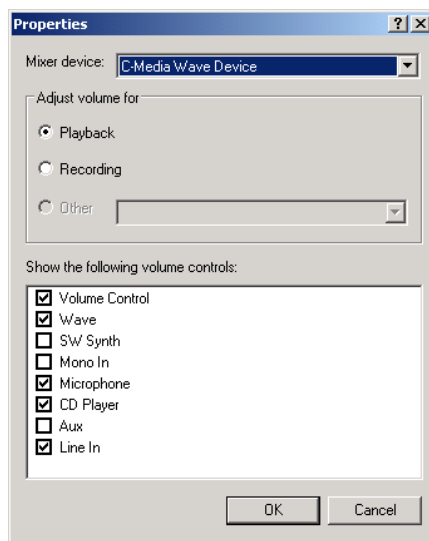 Properties
Mixer device: C-Media Wave Device
Adjust volume for
Playback
Recording
Other
Show the following volume controls:
Volume Control
Wave
SW Synth
Mono In
Microphone
CD Player
Aux
Line In
OK Cancel